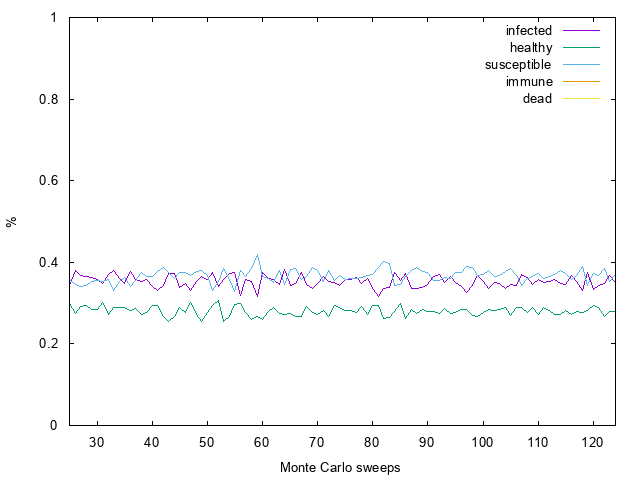 1
0.8
0.6
0.4
0.2
0
%
30 40 50 60 70 80 90 100 110 120
Monte Carlo sweeps
infected
healthy
susceptible
immune
dead